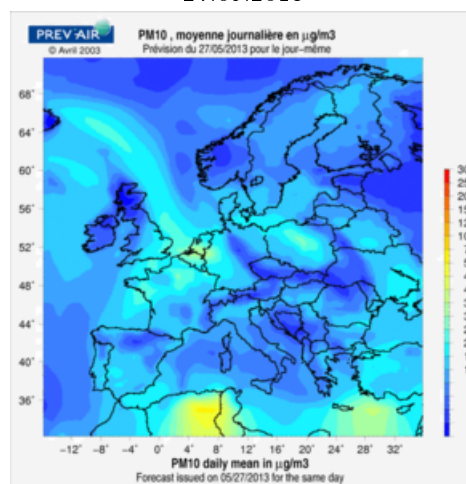 PREV'AIR
© Avril 2003
PM10 , moyenne journalière en µg/m3
Prévision du 27/05/2013 pour le jour-même
68°
64°
60°
56°
52°
48°
44°
40°
36°
-12° -8° -4° 0° 4° 8° 12° 16° 20° 24° 28° 32°
PM10 daily mean in µg/m3
Forecast issued on 05/27/2013 for the same day